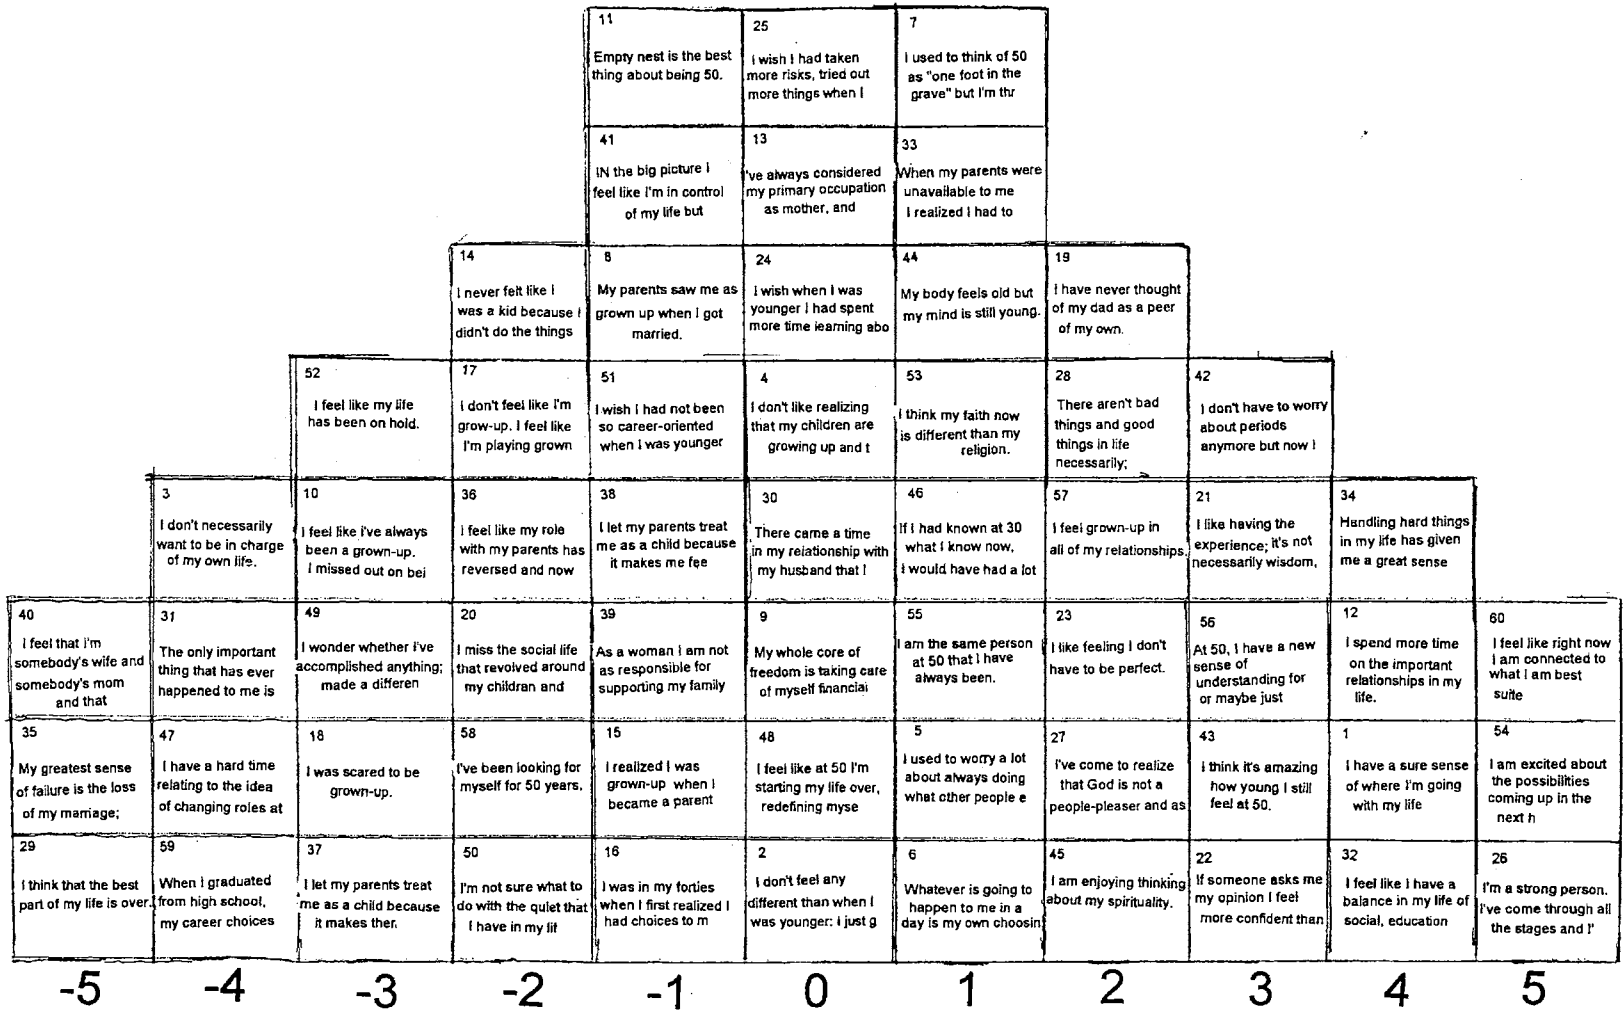 11
Empty nest is the best
thing about being 50.
25
I wish I had taken
more risks, tried out
more things when I
7
I used to think of 50
as "one foot in the
grave" but I'm thr
41
IN the big picture I
feel like I'm in control
of my life but
13
I've always considered
my primary occupation
as mother, and
33
When my parents were
unavailable to me
I realized I had to
14
I never felt like I
was a kid because I
didn't do the things
8
My parents saw me as
grown up when I got
married.
24
I wish when I was
younger I had spent
more time learning abo
44
My body feels old but
my mind is still young.
19
I have never thought
of my dad as a peer
of my own.
52
I feel like my life
has been on hold.
17
I don't feel like I'm
grow-up. I feel like
I'm playing grown
51
I wish I had not been
so career-oriented
when I was younger
4
I don't like realizing
that my children are
growing up and t
53
I think my faith now
is different than my
religion.
28
There aren't bad
things and good
things in life
necessarily;
42
I don't have to worry
about periods
anymore but now I
3
I don't necessarily
want to be in charge
of my own life.
10
I feel like I've always
been a grown-up.
I missed out on bei
36
I feel like my role
with my parents has
reversed and now
38
I let my parents treat
me as a child because
it makes me fee
30
There came a time
in my relationship with
my husband that I
46
If I had known at 30
what I know now,
I would have had a lot
57
I feel grown-up in
all of my relationships.
21
I like having the
experience; it's not
necessarily wisdom,
34
Handling hard things
in my life has given
me a great sense
40
I feel that I'm
somebody's wife and
somebody's mom
and that
31
The only important
thing that has ever
happened to me is
49
I wonder whether I've
accomplished anything;
made a differen
20
I miss the social life
that revolved around
my children and
39
As a woman I am not
as responsible for
supporting my family
9
My whole core of
freedom is taking care
of myself financial
55
I am the same person
at 50 that I have
always been.
23
I like feeling I don't
have to be perfect.
56
At 50, I have a new
sense of
understanding for
or maybe just
12
I spend more time
on the important
relationships in my
life.
60
I feel like right now
I am connected to
what I am best
suite
35
My greatest sense
of failure is the loss
of my marriage;
47
I have a hard time
relating to the idea
of changing roles at
18
I was scared to be
grown-up.
58
I've been looking for
myself for 50 years.
15
I realized I was
grown-up when I
became a parent
48
I feel like at 50 I'm
starting my life over,
redefining myse
5
I used to worry a lot
about always doing
what other people e
27
I've come to realize
that God is not a
people-pleaser and as
43
I think it's amazing
how young I still
feel at 50.
1
I have a sure sense
of where I'm going
with my life
54
I am excited about
the possibilities
coming up in the
next h
29
I think that the best
part of my life is over.
59
When I graduated
from high school,
my career choices
37
I let my parents treat
me as a child because
it makes them
50
I'm not sure what to
do with the quiet that
I have in my lif
16
I was in my forties
when I first realized I
had choices to m
2
I don't feel any
different than when I
was younger: I just g
6
Whatever is going to
happen to me in a
day is my own choosin
45
I am enjoying thinking
about my spirituality.
22
If someone asks me
my opinion I feel
more confident than
32
I feel like I have a
balance in my life of
social, education
26
I'm a strong person.
I've come through all
the stages and I'
-5 -4 -3 -2 -1 0 1 2 3 4 5